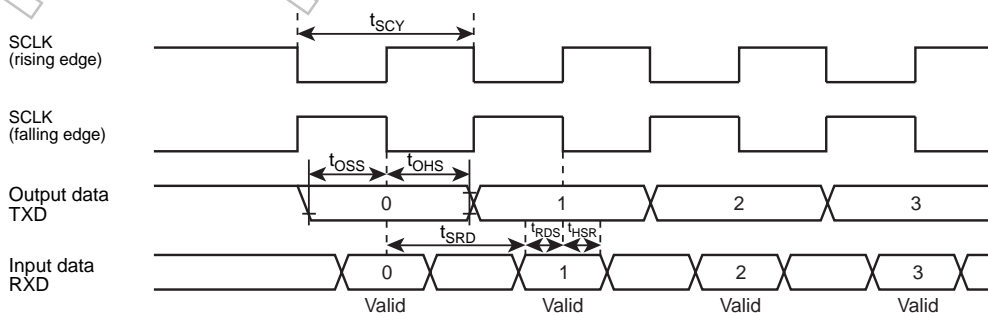 tSCY
SCLK
(rising edge)
SCLK
(falling edge)
tOSS tOHS
Output data
TXD
0 1 2 3
tSRD tRDS tHSR
Input data
RXD
0 1 2 3
Valid Valid Valid Valid